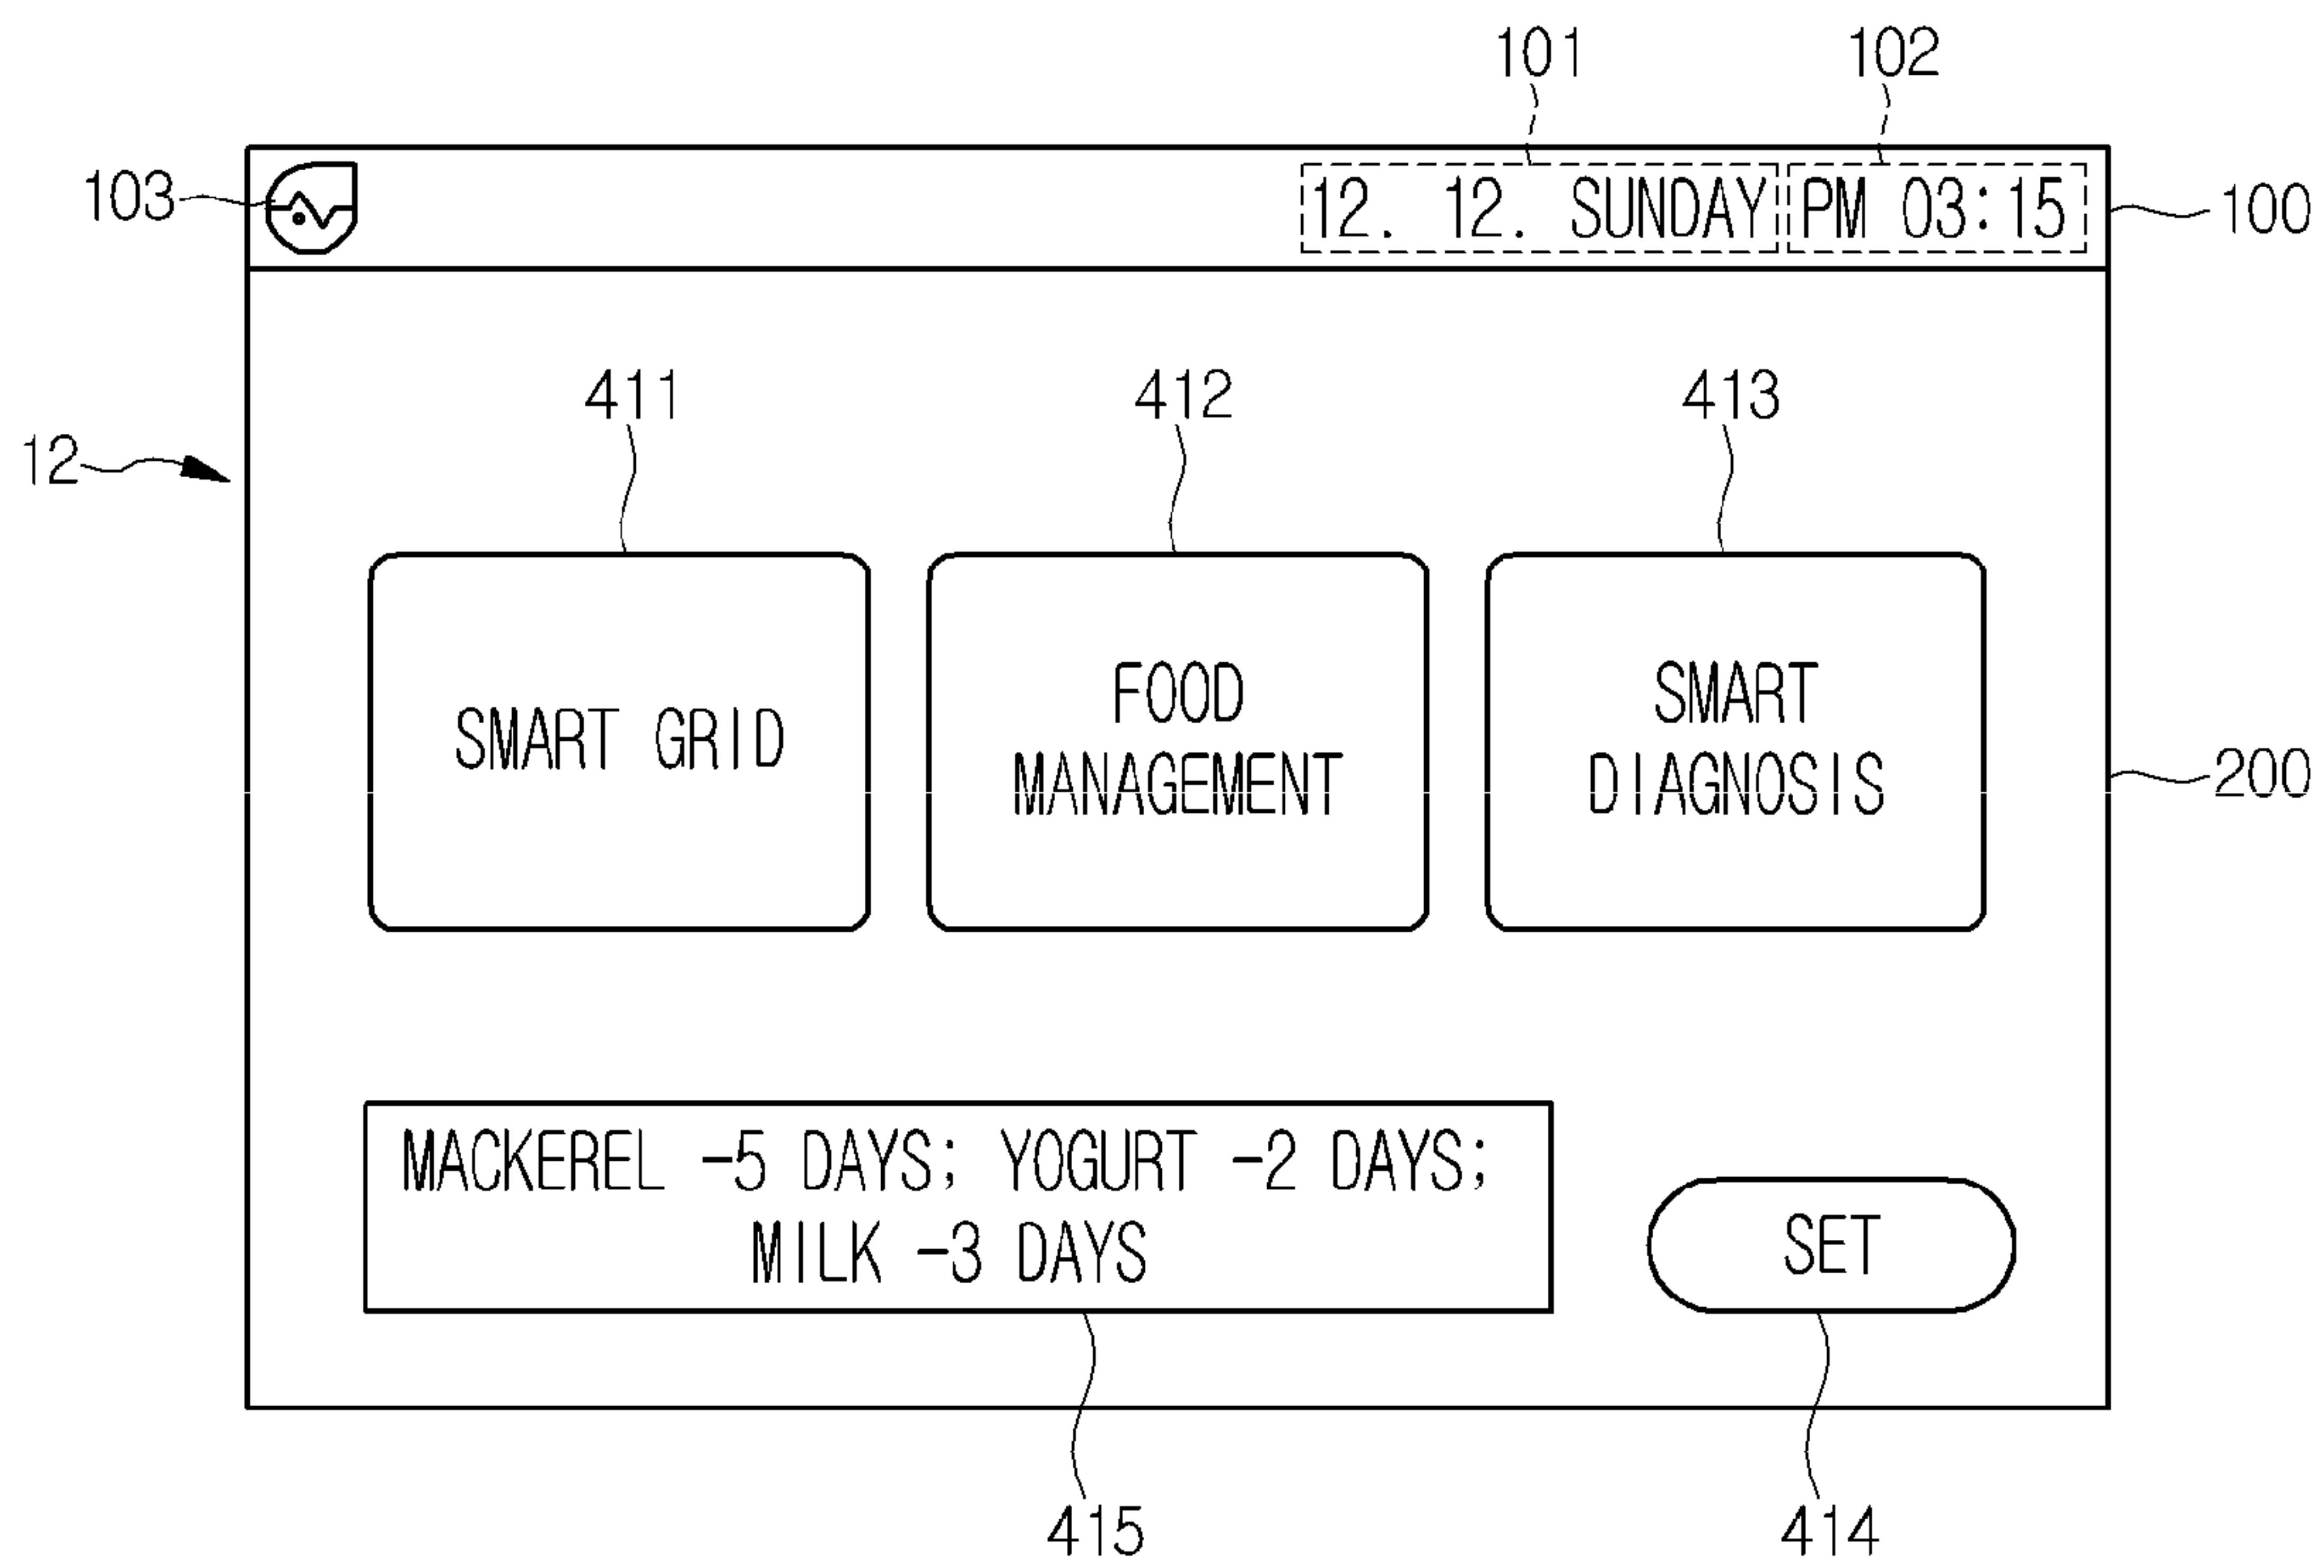 101 102
103 12. 12. SUNDAY PM 03:15 100
411 412 413
12
SMART GRID
FOOD
MANAGEMENT
SMART
DIAGNOSIS
200
MACKEREL -5 DAYS; YOGURT -2 DAYS;
MILK -3 DAYS
SET
415 414